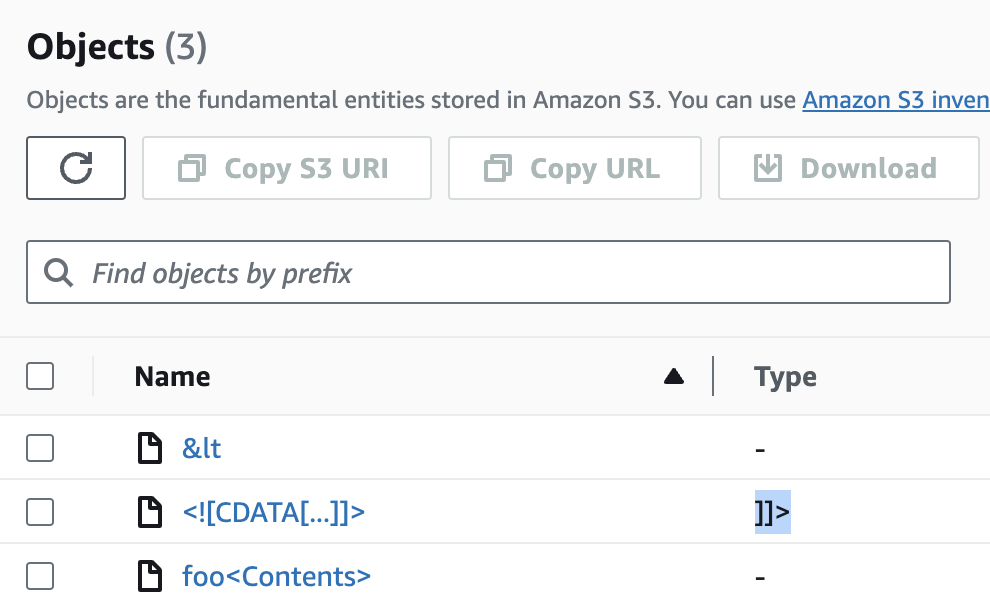 Objects (3)
Objects are the fundamental entities stored in Amazon S3. You can use Amazon S3 inven
Copy S3 URI Copy URL Download
Find objects by prefix
Name Type
&lt -
<![CDATA[...]]> ]]>
foo<Contents> -